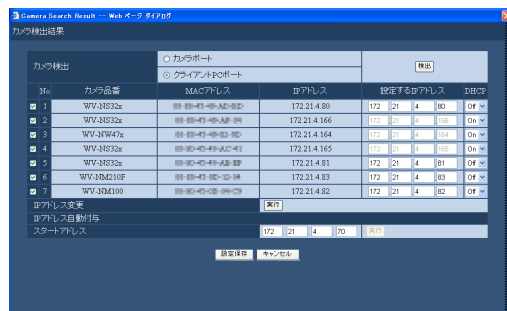 Camera Search Result -- Web ページ ダイアログ
カメラ検出結果
カメラ検出 ○ カメラポート
◉ クライアントPCポート 検出
No カメラ品番 MACアドレス IPアドレス 設定するIPアドレス DHCP
1 WV-NS32x 172.21.4.80 172 21 4 80 Off
2 WV-NS32x 172.21.4.166 172 21 4 166 On
3 WV-NW47x 172.21.4.164 172 21 4 164 On
4 WV-NS32x 172.21.4.165 172 21 4 165 On
5 WV-NS32x 172.21.4.81 172 21 4 81 Off
6 WV-NM210F 172.21.4.83 172 21 4 83 Off
7 WV-NM100 172.21.4.82 172 21 4 82 Off
IPアドレス変更 実行
IPアドレス自動付与
スタートアドレス 172 21 4 70 実行
設定保存 キャンセル